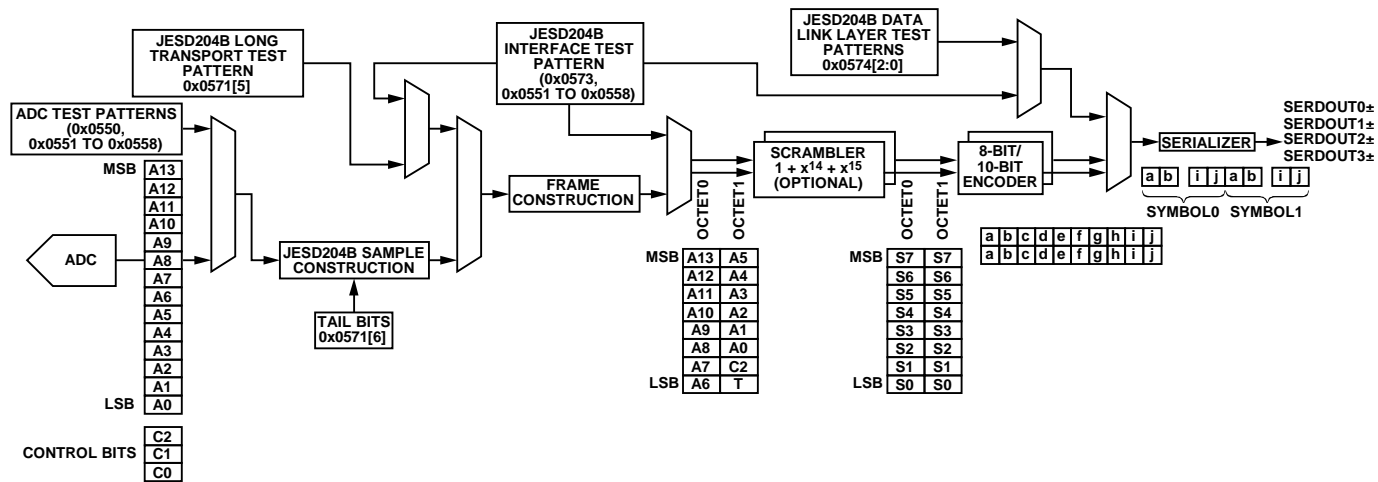 JESD204B LONG
TRANSPORT TEST
PATTERN
0x0571[5]
JESD204B
INTERFACE TEST
PATTERN
(0x0573,
0x0551 TO 0x0558)
JESD204B DATA
LINK LAYER TEST
PATTERNS
0x0574[2:0]
ADC TEST PATTERNS
(0x0550,
0x0551 TO 0x0558)
MSB A13
A12
A11
A10
A9
A8
A7
A6
A5
A4
A3
A2
A1
LSB A0
C2
CONTROL BITS C1
C0
ADC
JESD204B SAMPLE
CONSTRUCTION
TAIL BITS
0x0571[6]
FRAME
CONSTRUCTION
OCTET0 OCTET1
MSB A13 A5
A12 A4
A11 A3
A10 A2
A9 A1
A8 A0
A7 C2
LSB A6 T
SCRAMBLER
1 + x14 + x15
(OPTIONAL)
OCTET0 OCTET1
MSB S7 S7
S6 S6
S5 S5
S4 S4
S3 S3
S2 S2
S1 S1
LSB S0 S0
8-BIT/
10-BIT
ENCODER
a b c d e f g h i j
a b c d e f g h i j
SERIALIZER
SERDOUT0±
SERDOUT1±
SERDOUT2±
SERDOUT3±
a b i j a b i j
SYMBOL0 SYMBOL1